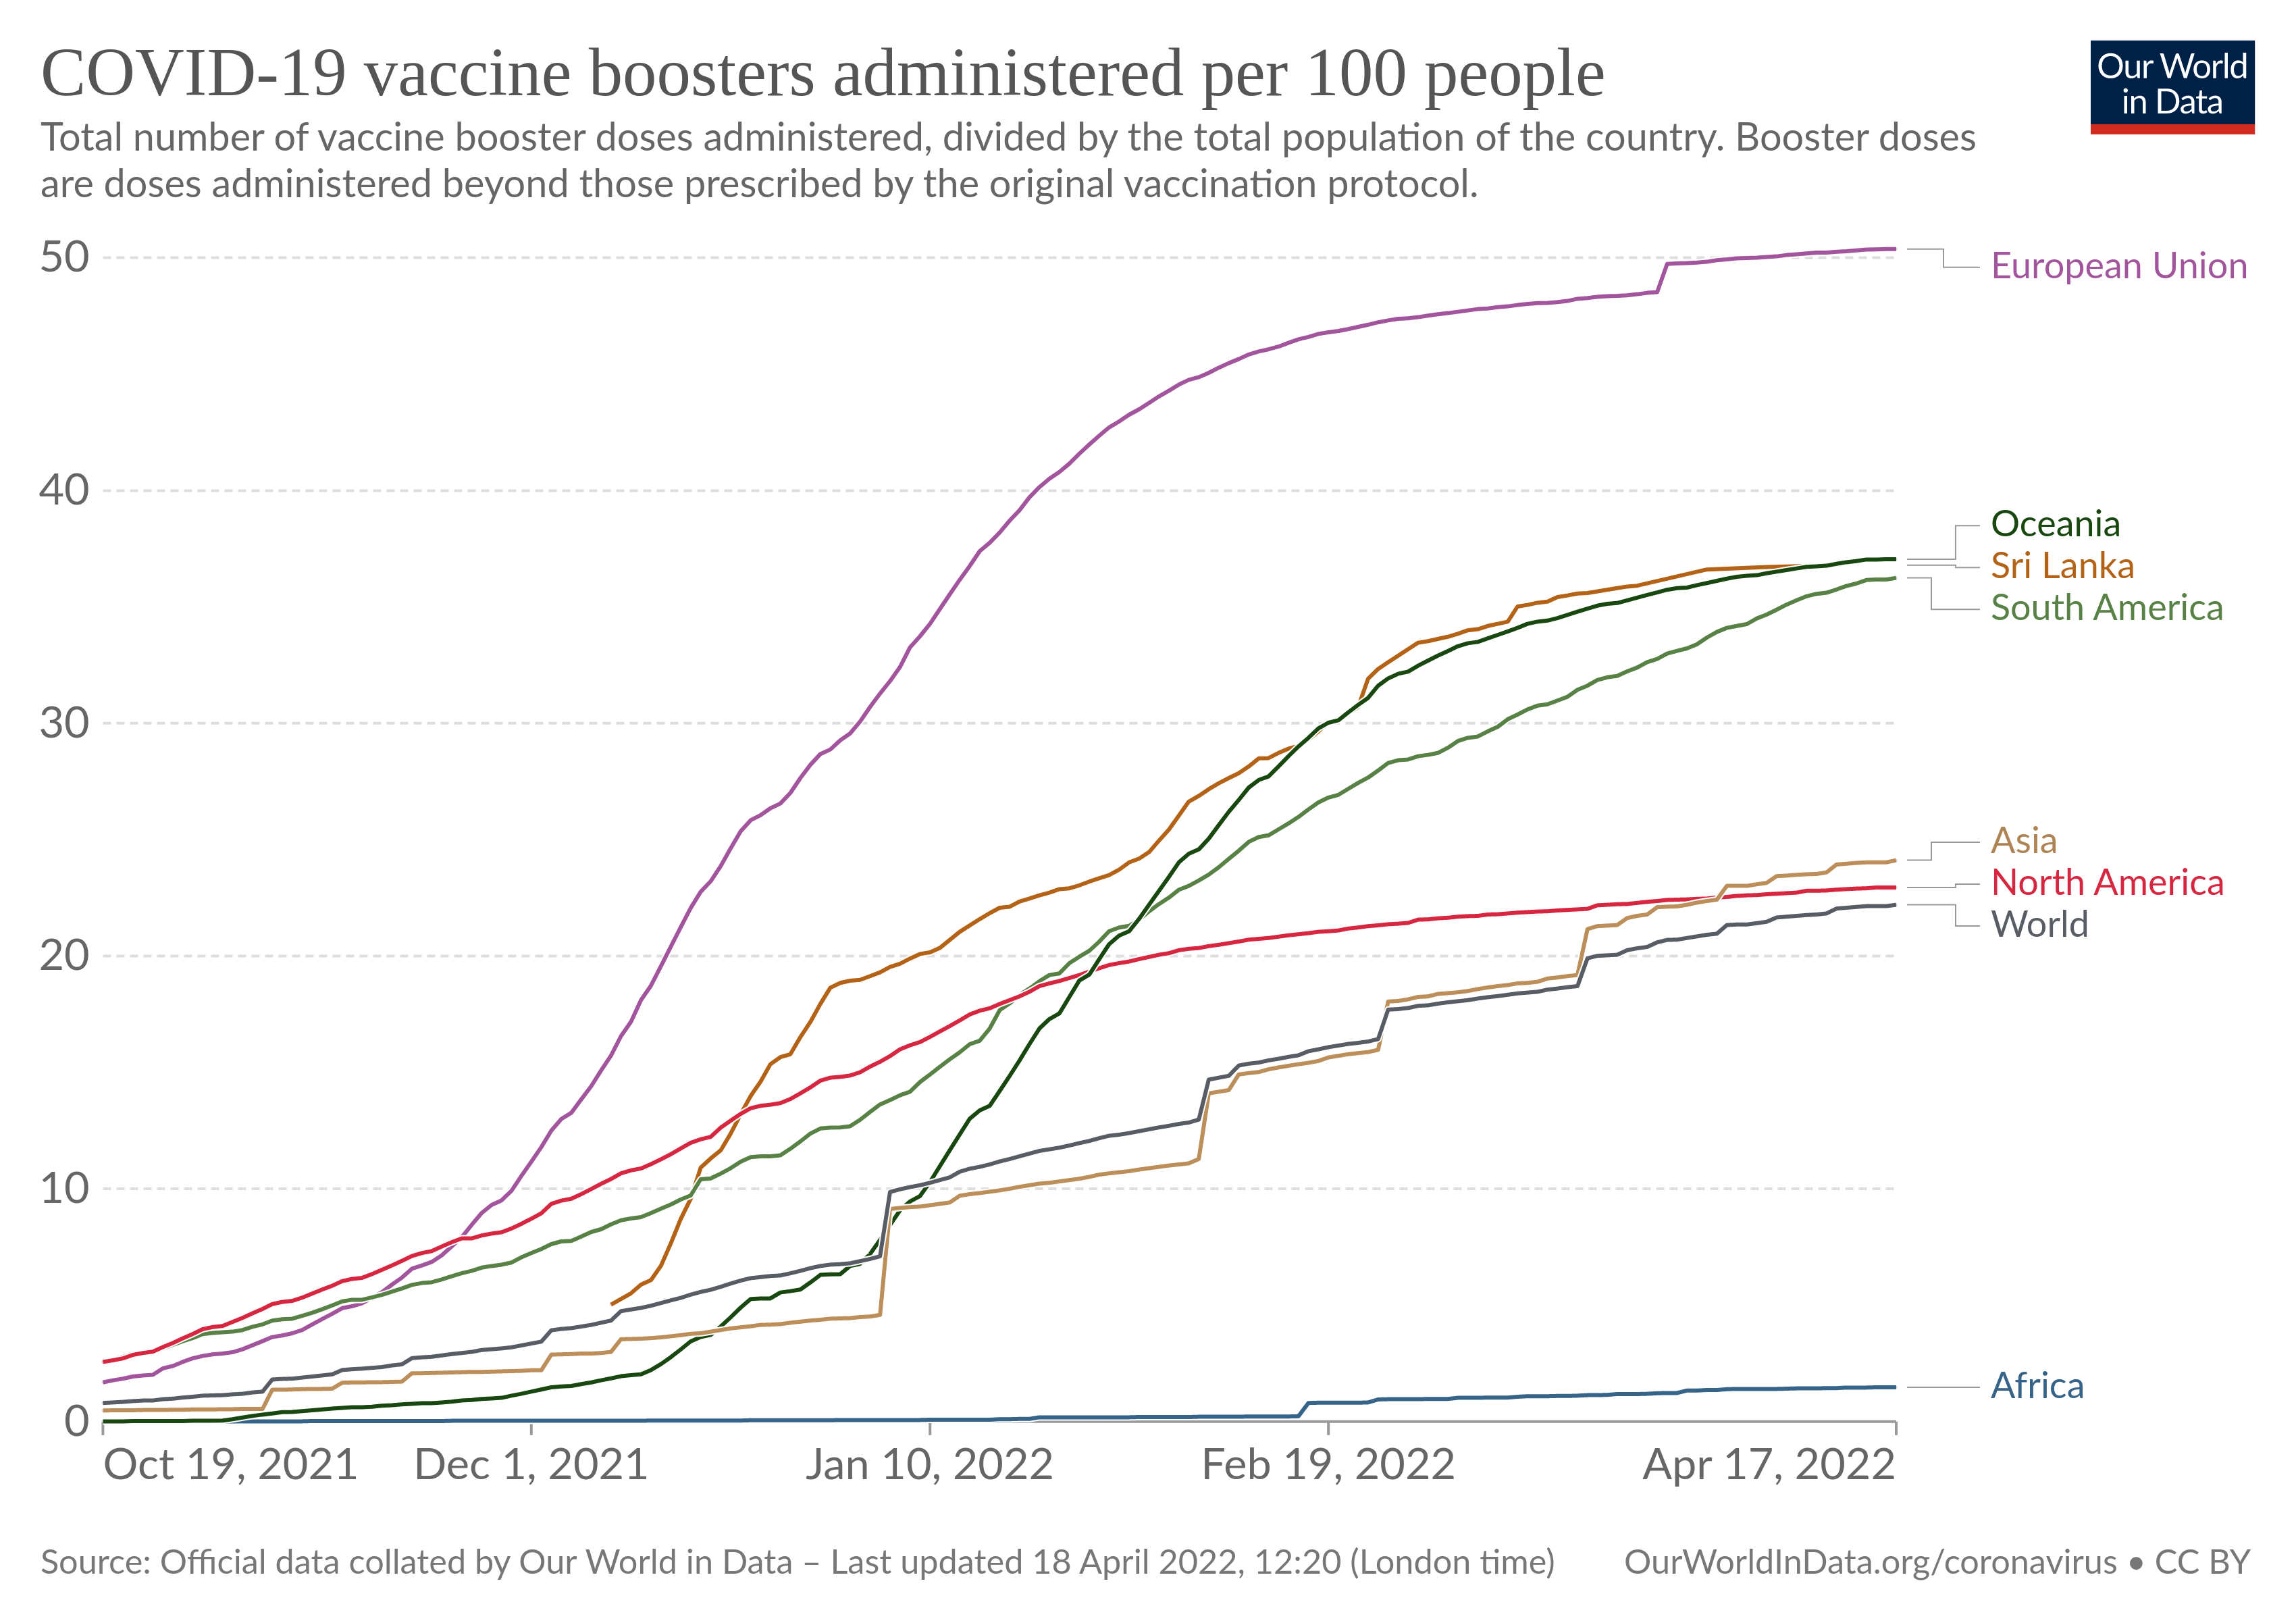 COVID-19 vaccine boosters administered per 100 people
Our World
in Data
Total number of vaccine booster doses administered, divided by the total population of the country. Booster doses
are doses administered beyond those prescribed by the original vaccination protocol.
50
European Union
40
Oceania
Sri Lanka
South America
30
Asia
North America
World
20
10
Africa
0
Oct 19, 2021 Dec 1, 2021 Jan 10, 2022 Feb 19, 2022 Apr 17, 2022
Source: Official data collated by Our World in Data – Last updated 18 April 2022, 12:20 (London time) OurWorldInData.org/coronavirus • CC BY